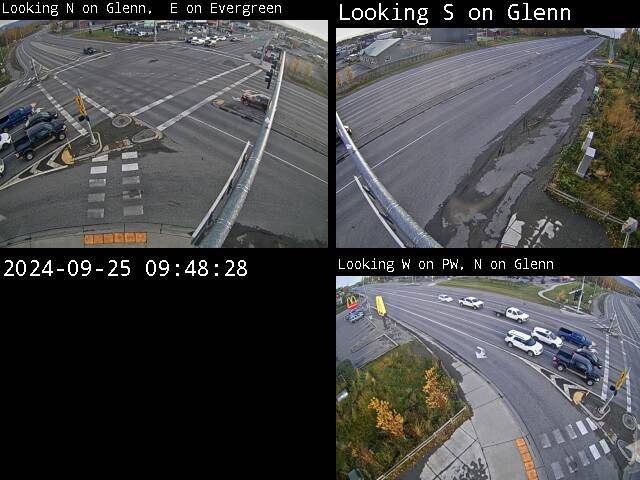 Looking N on Glenn,  E on Evergreen
Looking S on Glenn
2024-09-25 09:48:28
Looking W on PW, N on Glenn